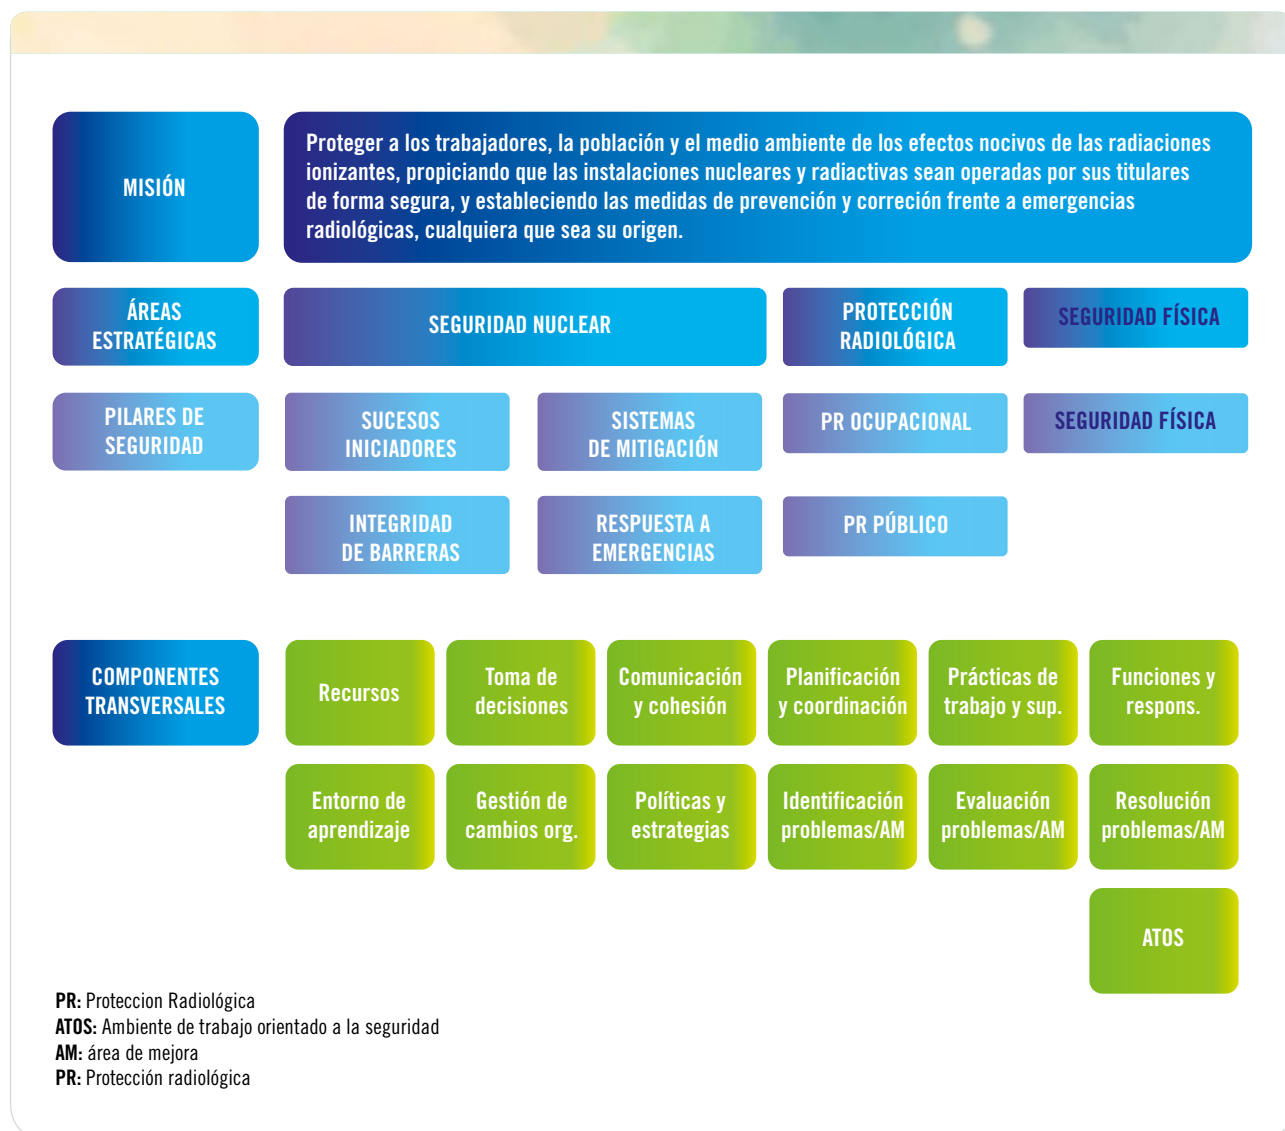 MISIÓN
Proteger a los trabajadores, la población y el medio ambiente de los efectos nocivos de las radiaciones
ionizantes, propiciando que las instalaciones nucleares y radiactivas sean operadas por sus titulares
de forma segura, y estableciendo las medidas de prevención y correción frente a emergencias
radiológicas, cualquiera que sea su origen.
ÁREAS
ESTRATÉGICAS
SEGURIDAD NUCLEAR
PROTECCIÓN
RADIOLÓGICA
SEGURIDAD FÍSICA
PILARES DE
SEGURIDAD
SUCESOS
INICIADORES
SISTEMAS
DE MITIGACIÓN
PR OCUPACIONAL
SEGURIDAD FÍSICA
INTEGRIDAD
DE BARRERAS
RESPUESTA A
EMERGENCIAS
PR PÚBLICO
COMPONENTES
TRANSVERSALES
Recursos
Toma de
decisiones
Comunicación
y cohesión
Planificación
y coordinación
Prácticas de
trabajo y sup.
Funciones y
respons.
Entorno de
aprendizaje
Gestión de
cambios org.
Políticas y
estrategias
Identificación
problemas/AM
Evaluación
problemas/AM
Resolución
problemas/AM
ATOS
PR: Proteccion Radiológica
ATOS: Ambiente de trabajo orientado a la seguridad
AM: área de mejora
PR: Protección radiológica